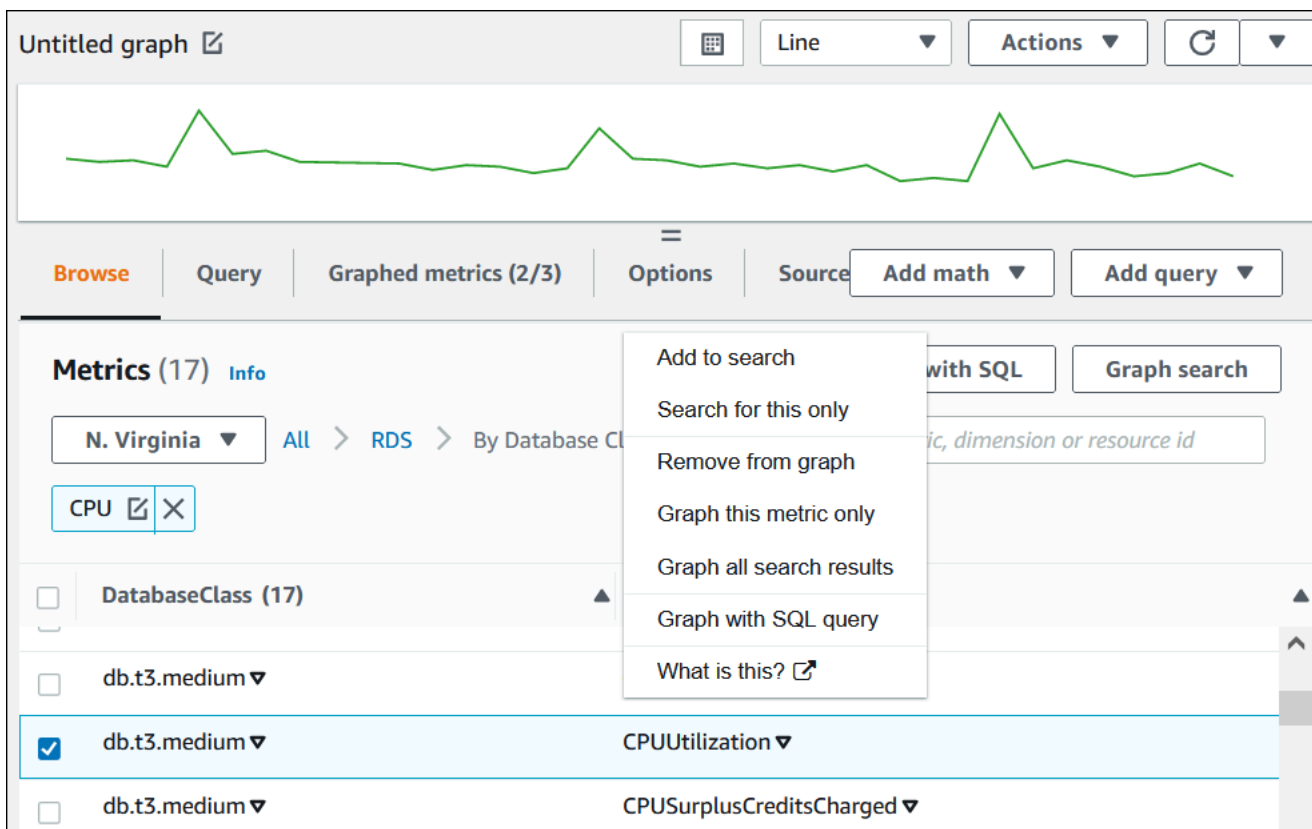 Untitled graph
Line
Actions
Browse
Query
Graphed metrics (2/3)
Options
Source
Add math
Add query
Metrics (17) Info
with SQL
Graph search
N. Virginia
All > RDS > By Database Cl
ic, dimension or resource id
CPU
Add to search
Search for this only
Remove from graph
Graph this metric only
Graph all search results
Graph with SQL query
What is this?
DatabaseClass (17)
db.t3.medium
db.t3.medium CPUUtilization
db.t3.medium CPUSurplusCreditsCharged